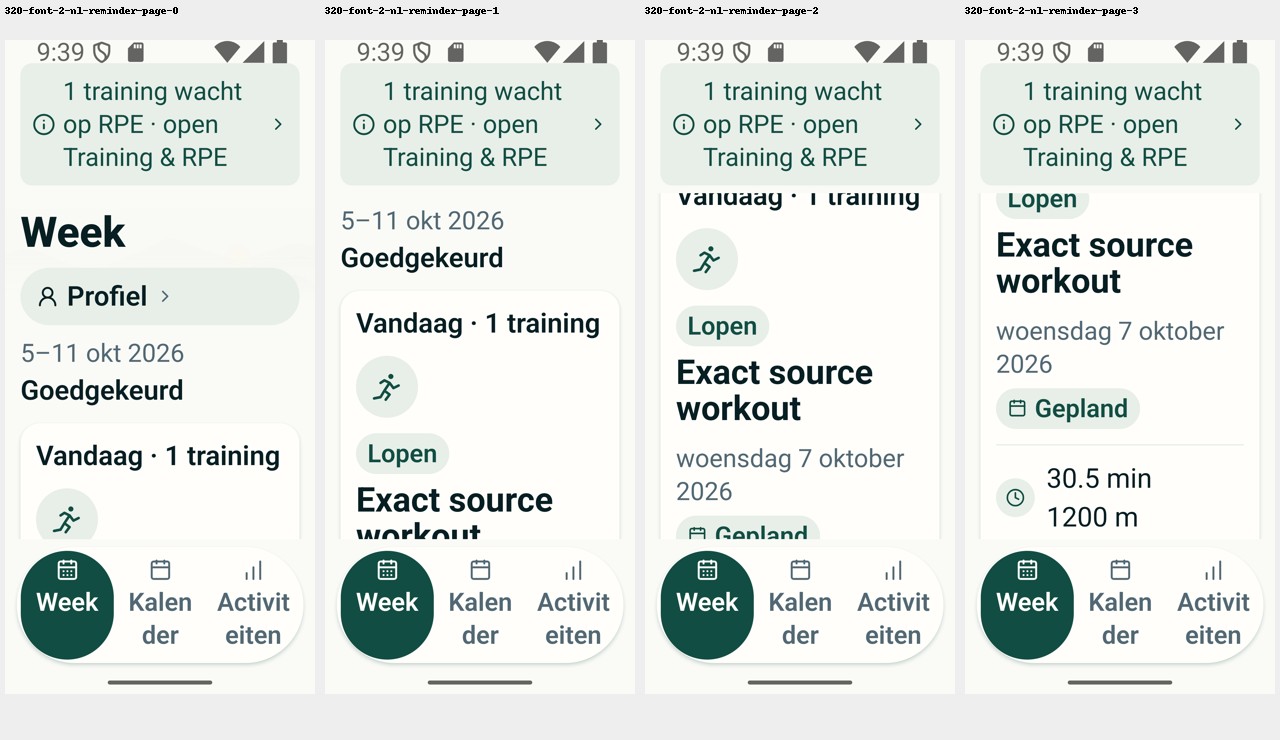 320-font-2-nl-reminder-page-0
9:39
1 training wacht
op RPE · open
Training & RPE
Week
Profiel
5–11 okt 2026
Goedgekeurd
Vandaag · 1 training
Week
Kalen
der
Activit
eiten
320-font-2-nl-reminder-page-1
9:39
1 training wacht
op RPE · open
Training & RPE
5–11 okt 2026
Goedgekeurd
Vandaag · 1 training
Lopen
Exact source
workout
Week
Kalen
der
Activit
eiten
320-font-2-nl-reminder-page-2
9:39
1 training wacht
op RPE · open
Training & RPE
Vandaag · 1 training
Lopen
Exact source
workout
woensdag 7 oktober
2026
Gepland
Week
Kalen
der
Activit
eiten
320-font-2-nl-reminder-page-3
9:39
1 training wacht
op RPE · open
Training & RPE
Lopen
Exact source
workout
woensdag 7 oktober
2026
Gepland
30.5 min
1200 m
Week
Kalen
der
Activit
eiten